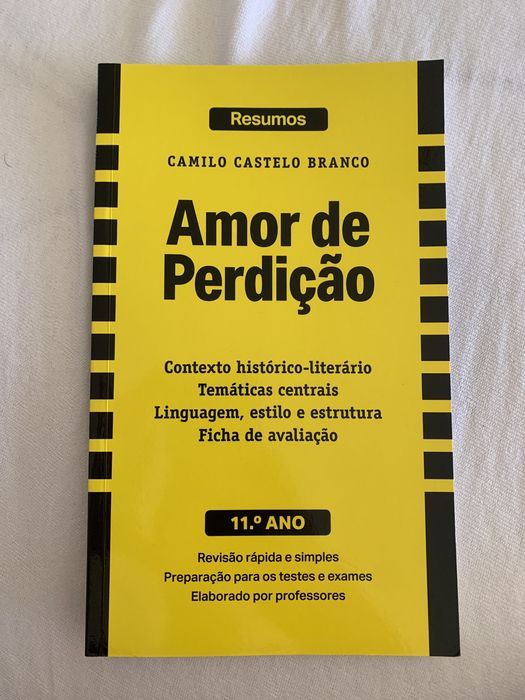 Resumos
CAMILO CASTELO BRANCO
Amor de
Perdição
Contexto histórico-literário
Temáticas centrais
Linguagem, estilo e estrutura
Ficha de avaliação
11.º ANO
Revisão rápida e simples
Preparação para os testes e exames
Elaborado por professores